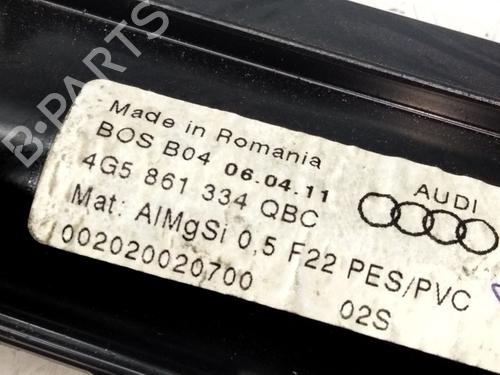 B-PARTS
Made in Romania
BOS B04 06.04.11
4G5 861 334 QBC
AUDI
Mat: AlMgSi 0,5 F22 PES/PVC
002020020700
02S